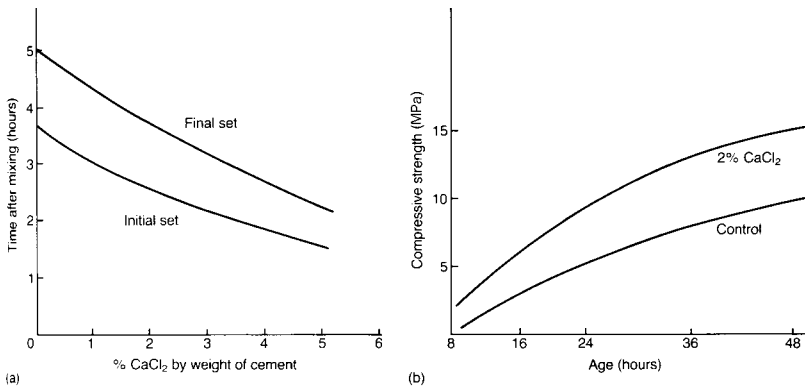 5
4
3
2
1
0
1
2
3
4
5
6
Time after mixing (hours)
Final set
Initial set
% CaCl₂ by weight of cement
(a)
15
10
5
8
16
24
36
48
Compressive strength (MPa)
2% CaCl₂
Control
Age (hours)
(b)